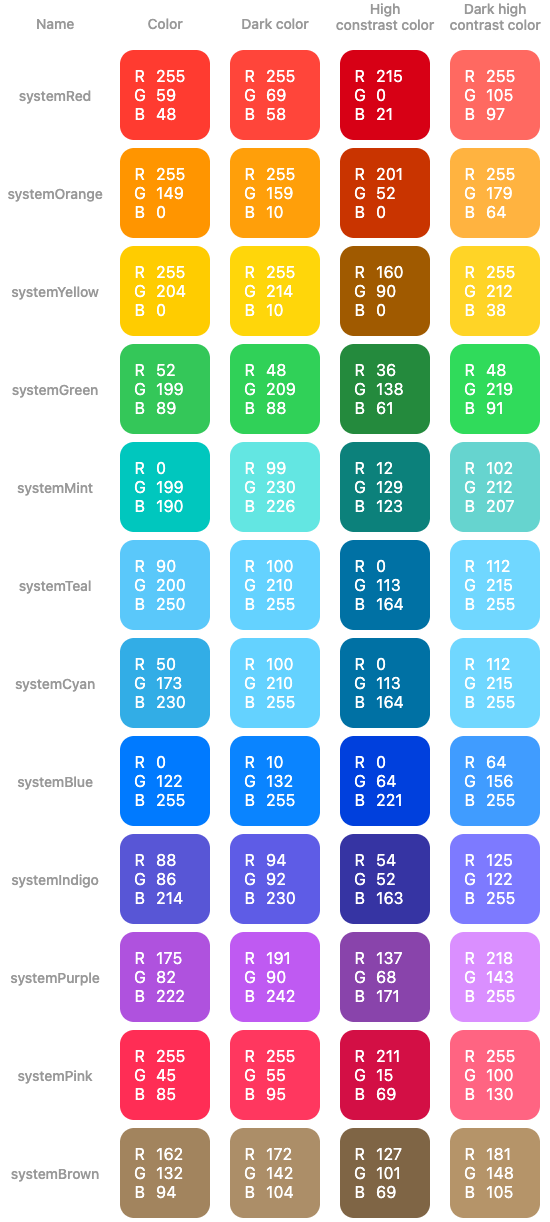 Name Color Dark color High constrast color Dark high contrast color
systemRed
R 255 R 255 R 215 R 255
G 59 G 69 G 0 G 105
B 48 B 58 B 21 B 97
systemOrange
R 255 R 255 R 201 R 255
G 149 G 159 G 52 G 179
B 0 B 10 B 0 B 64
systemYellow
R 255 R 255 R 160 R 255
G 204 G 214 G 90 G 212
B 0 B 10 B 0 B 38
systemGreen
R 52 R 48 R 36 R 48
G 199 G 209 G 138 G 219
B 89 B 88 B 61 B 91
systemMint
R 0 R 99 R 12 R 102
G 199 G 230 G 129 G 212
B 190 B 226 B 123 B 207
systemTeal
R 90 R 100 R 0 R 112
G 200 G 210 G 113 G 215
B 250 B 255 B 164 B 255
systemCyan
R 50 R 100 R 0 R 112
G 173 G 210 G 113 G 215
B 230 B 255 B 164 B 255
systemBlue
R 0 R 10 R 0 R 64
G 122 G 132 G 64 G 156
B 255 B 255 B 221 B 255
systemIndigo
R 88 R 94 R 54 R 125
G 86 G 92 G 52 G 122
B 214 B 230 B 163 B 255
systemPurple
R 175 R 191 R 137 R 218
G 82 G 90 G 68 G 143
B 222 B 242 B 171 B 255
systemPink
R 255 R 255 R 211 R 255
G 45 G 55 G 15 G 100
B 85 B 95 B 69 B 130
systemBrown
R 162 R 172 R 127 R 181
G 132 G 142 G 101 G 148
B 94 B 104 B 69 B 105